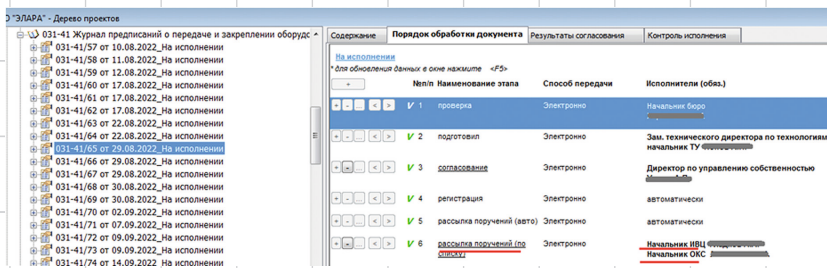 О "ЭЛАРА" - Дерево проектов
031-41 Журнал предписаний о передаче и закреплении оборудс
031-41/57 от 10.08.2022_На исполнении
031-41/58 от 11.08.2022_На исполнении
031-41/59 от 12.08.2022_На исполнении
031-41/60 от 17.08.2022_На исполнении
031-41/61 от 17.08.2022_На исполнении
031-41/62 от 17.08.2022_На исполнении
031-41/63 от 22.08.2022_На исполнении
031-41/64 от 22.08.2022_На исполнении
031-41/65 от 29.08.2022_На исполнении
031-41/66 от 29.08.2022_На исполнении
031-41/67 от 29.08.2022_На исполнении
031-41/68 от 30.08.2022_На исполнении
031-41/69 от 30.08.2022_На исполнении
031-41/70 от 02.09.2022_На исполнении
031-41/71 от 07.09.2022_На исполнении
031-41/72 от 09.09.2022_На исполнении
031-41/73 от 09.09.2022_На исполнении
031-41/74 от 14.09.2022_На исполнении
Содержание Порядок обработки документа Результаты согласования Контроль исполнения
На исполнении
* для обновления данных в окне нажмите <F5>
+ №п/п Наименование этапа Способ передачи Исполнители (обяз.)
+ - ... < > V 1 проверка Электронно Начальник бюро
+ - ... < > V 2 подготовил Электронно Зам. технического директора по технологиям
начальник ТУ
+ - ... < > V 3 согласование Электронно Директор по управлению собственностью
+ - ... < > V 4 регистрация автоматически
+ - ... < > V 5 рассылка поручений (авто) Электронно автоматически
+ - ... < > V 6 рассылка поручений (по Электронно Начальник ИВЦ
списку) Начальник ОКС